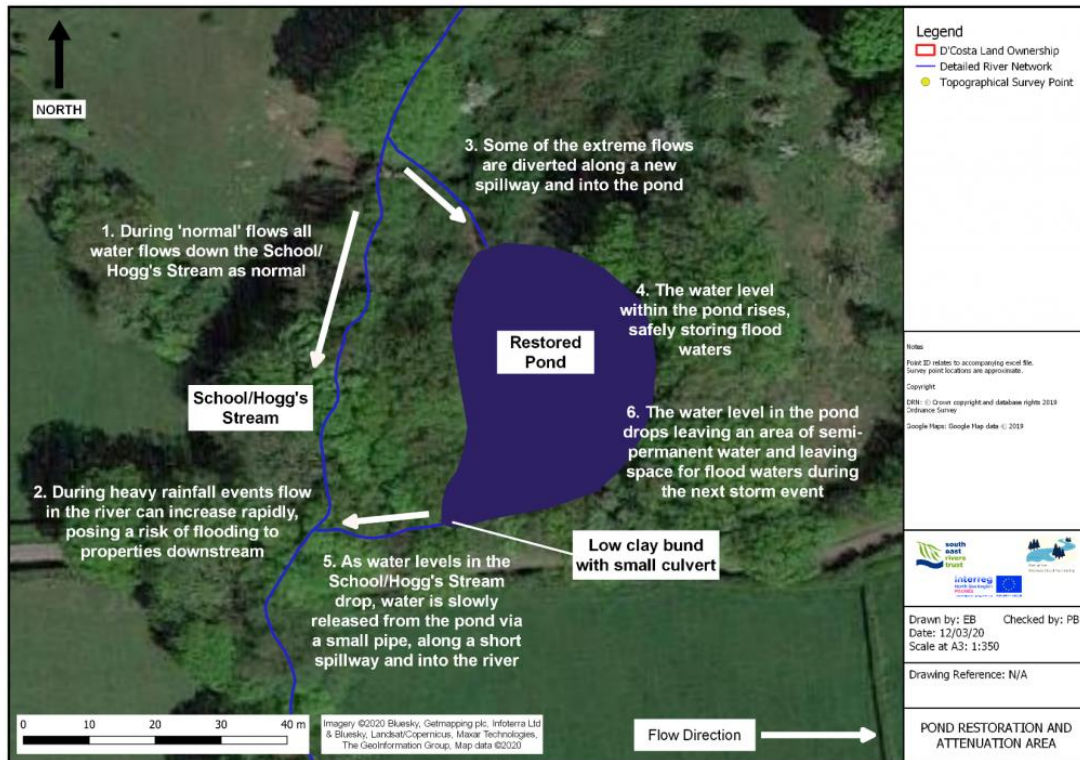 NORTH
1. During 'normal' flows all
water flows down the School/
Hogg's Stream as normal
School/Hogg's
Stream
2. During heavy rainfall events flow
in the river can increase rapidly,
posing a risk of flooding to
properties downstream
3. Some of the extreme flows
are diverted along a new
spillway and into the pond
Restored
Pond
4. The water level
within the pond rises,
safely storing flood
waters
6. The water level in the pond
drops leaving an area of semi-
permanent water and leaving
space for flood waters during
the next storm event
Low clay bund
with small culvert
5. As water levels in the
School/Hogg's Stream
drop, water is slowly
released from the pond via
a small pipe, along a short
spillway and into the river
0 10 20 30 40 m
Imagery ©2020 Bluesky, Getmapping plc, Infoterra Ltd
& Bluesky, Landsat/Copernicus, Maxar Technologies,
The GeoInformation Group, Map data ©2020
Flow Direction
Legend
D'Costa Land Ownership
Detailed River Network
Topographical Survey Point
Notes
Point ID relates to accompanying excel file.
Survey point locations are approximate.
Copyright
DRN: © Crown copyright and database rights 2019
Ordnance Survey
Google Maps: Google Map data © 2019
south
east
rivers
trust
Interreg
North Sea Region
Drawn by: EB Checked by: PB
Date: 12/03/20
Scale at A3: 1:350
Drawing Reference: N/A
POND RESTORATION AND
ATTENUATION AREA